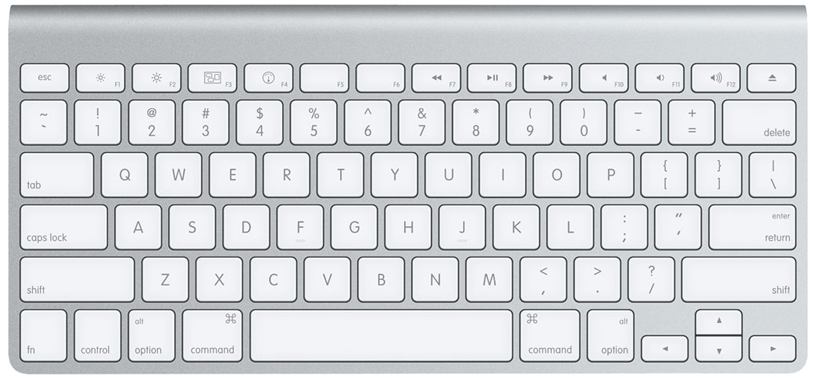 esc F1 F2 F3 F4 F5 F6 F7 F8 F9 F10 F11 F12
~ ! @ # $ % ^ & * ( ) – +
` 1 2 3 4 5 6 7 8 9 0 - = delete
tab Q W E R T Y U I O P { [ } ] | \
caps lock A S D F G H J K L : ; " ' enter return
shift Z X C V B N M < , > . ? / shift
fn control alt option ⌘ command ⌘ command alt option